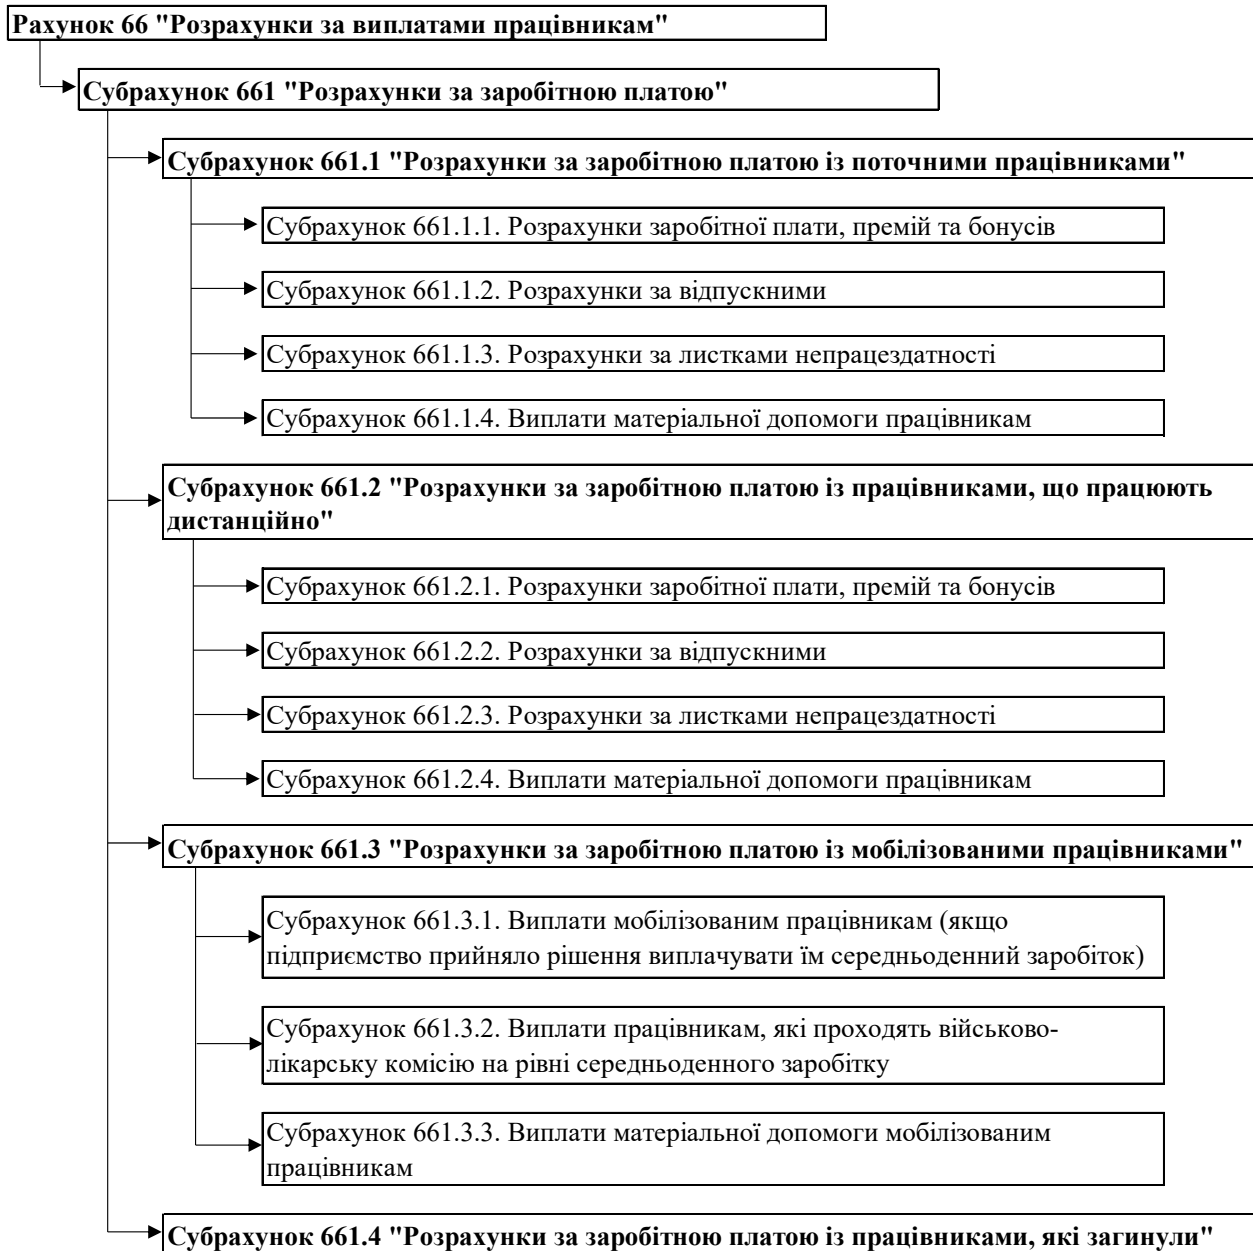 Рахунок 66 "Розрахунки за виплатами працівникам"
Субрахунок 661 "Розрахунки за заробітною платою"
Субрахунок 661.1 "Розрахунки за заробітною платою із поточними працівниками"
Субрахунок 661.1.1. Розрахунки заробітної плати, премій та бонусів
Субрахунок 661.1.2. Розрахунки за відпускними
Субрахунок 661.1.3. Розрахунки за листками непрацездатності
Субрахунок 661.1.4. Виплати матеріальної допомоги працівникам
Субрахунок 661.2 "Розрахунки за заробітною платою із працівниками, що працюють
дистанційно"
Субрахунок 661.2.1. Розрахунки заробітної плати, премій та бонусів
Субрахунок 661.2.2. Розрахунки за відпускними
Субрахунок 661.2.3. Розрахунки за листками непрацездатності
Субрахунок 661.2.4. Виплати матеріальної допомоги працівникам
Субрахунок 661.3 "Розрахунки за заробітною платою із мобілізованими працівниками"
Субрахунок 661.3.1. Виплати мобілізованим працівникам (якщо
підприємство прийняло рішення виплачувати їм середньоденний заробіток)
Субрахунок 661.3.2. Виплати працівникам, які проходять військово-
лікарську комісію на рівні середньоденного заробітку
Субрахунок 661.3.3. Виплати матеріальної допомоги мобілізованим
працівникам
Субрахунок 661.4 "Розрахунки за заробітною платою із працівниками, які загинули"